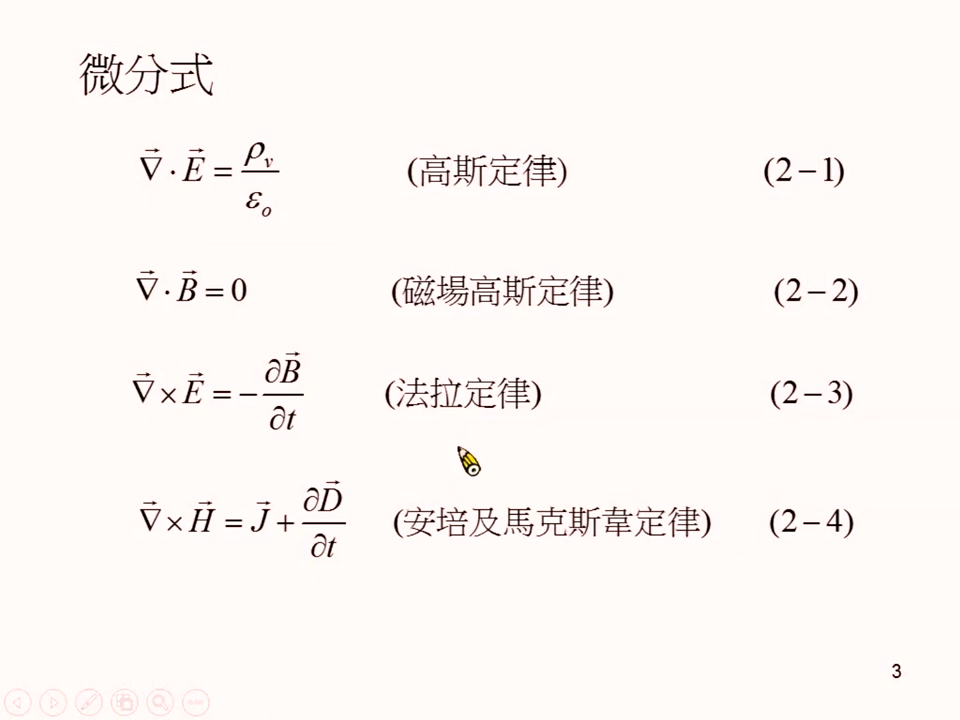 微分式
∇⃗ · E⃗ = ρᵥ / εₒ (高斯定律) (2－1)
∇⃗ · B⃗ = 0 (磁場高斯定律) (2－2)
∇⃗ × E⃗ = − ∂B⃗ / ∂t (法拉定律) (2－3)
∇⃗ × H⃗ = J⃗ + ∂D⃗ / ∂t (安培及馬克斯韋定律) (2－4)
3